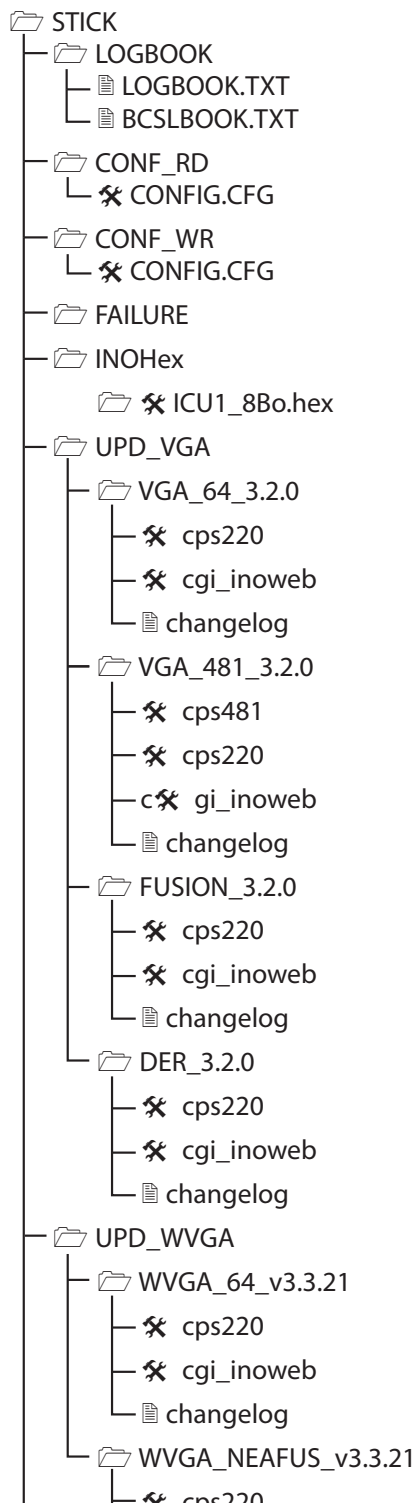 STICK
LOGBOOK
LOGBOOK.TXT
BCSLBOOK.TXT
CONF_RD
CONFIG.CFG
CONF_WR
CONFIG.CFG
FAILURE
INOHex
ICU1_8Bo.hex
UPD_VGA
VGA_64_3.2.0
cps220
cgi_inoweb
changelog
VGA_481_3.2.0
cps481
cps220
c gi_inoweb
changelog
FUSION_3.2.0
cps220
cgi_inoweb
changelog
DER_3.2.0
cps220
cgi_inoweb
changelog
UPD_WVGA
WVGA_64_v3.3.21
cps220
cgi_inoweb
changelog
WVGA_NEAFUS_v3.3.21
cps220